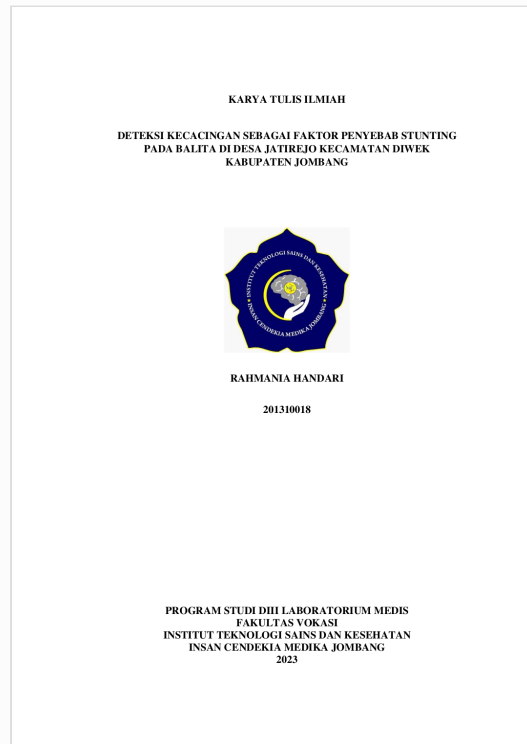 KARYA TULIS ILMIAH
DETEKSI KECACINGAN SEBAGAI FAKTOR PENYEBAB STUNTING
PADA BALITA DI DESA JATIREJO KECAMATAN DIWEK
KABUPATEN JOMBANG
INSTITUT TEKNOLOGI SAINS DAN KESEHATAN
INSAN CENDEKIA MEDIKA JOMBANG
RAHMANIA HANDARI
201310018
PROGRAM STUDI DIII LABORATORIUM MEDIS
FAKULTAS VOKASI
INSTITUT TEKNOLOGI SAINS DAN KESEHATAN
INSAN CENDEKIA MEDIKA JOMBANG
2023